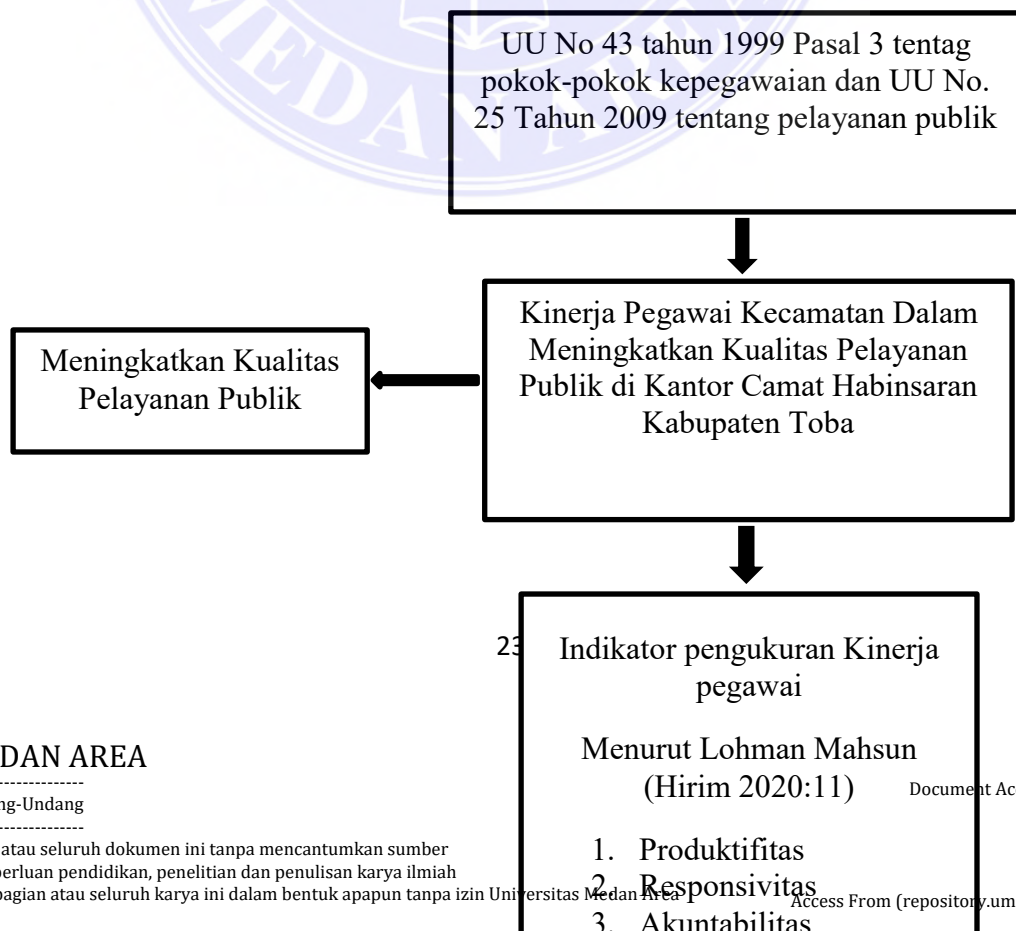 MEDAN AREA
UU No 43 tahun 1999 Pasal 3 tentag
pokok-pokok kepegawaian dan UU No.
25 Tahun 2009 tentang pelayanan publik
Kinerja Pegawai Kecamatan Dalam
Meningkatkan Kualitas Pelayanan
Publik di Kantor Camat Habinsaran
Kabupaten Toba
Meningkatkan Kualitas
Pelayanan Publik
23
Indikator pengukuran Kinerja
pegawai
Menurut Lohman Mahsun
(Hirim 2020:11)
1. Produktifitas
2. Responsivitas
3. Akuntabilitas
DAN AREA
ng-Undang
Document Ac
atau seluruh dokumen ini tanpa mencantumkan sumber
perluan pendidikan, penelitian dan penulisan karya ilmiah
bagian atau seluruh karya ini dalam bentuk apapun tanpa izin Universitas Medan Area
Access From (repository.um